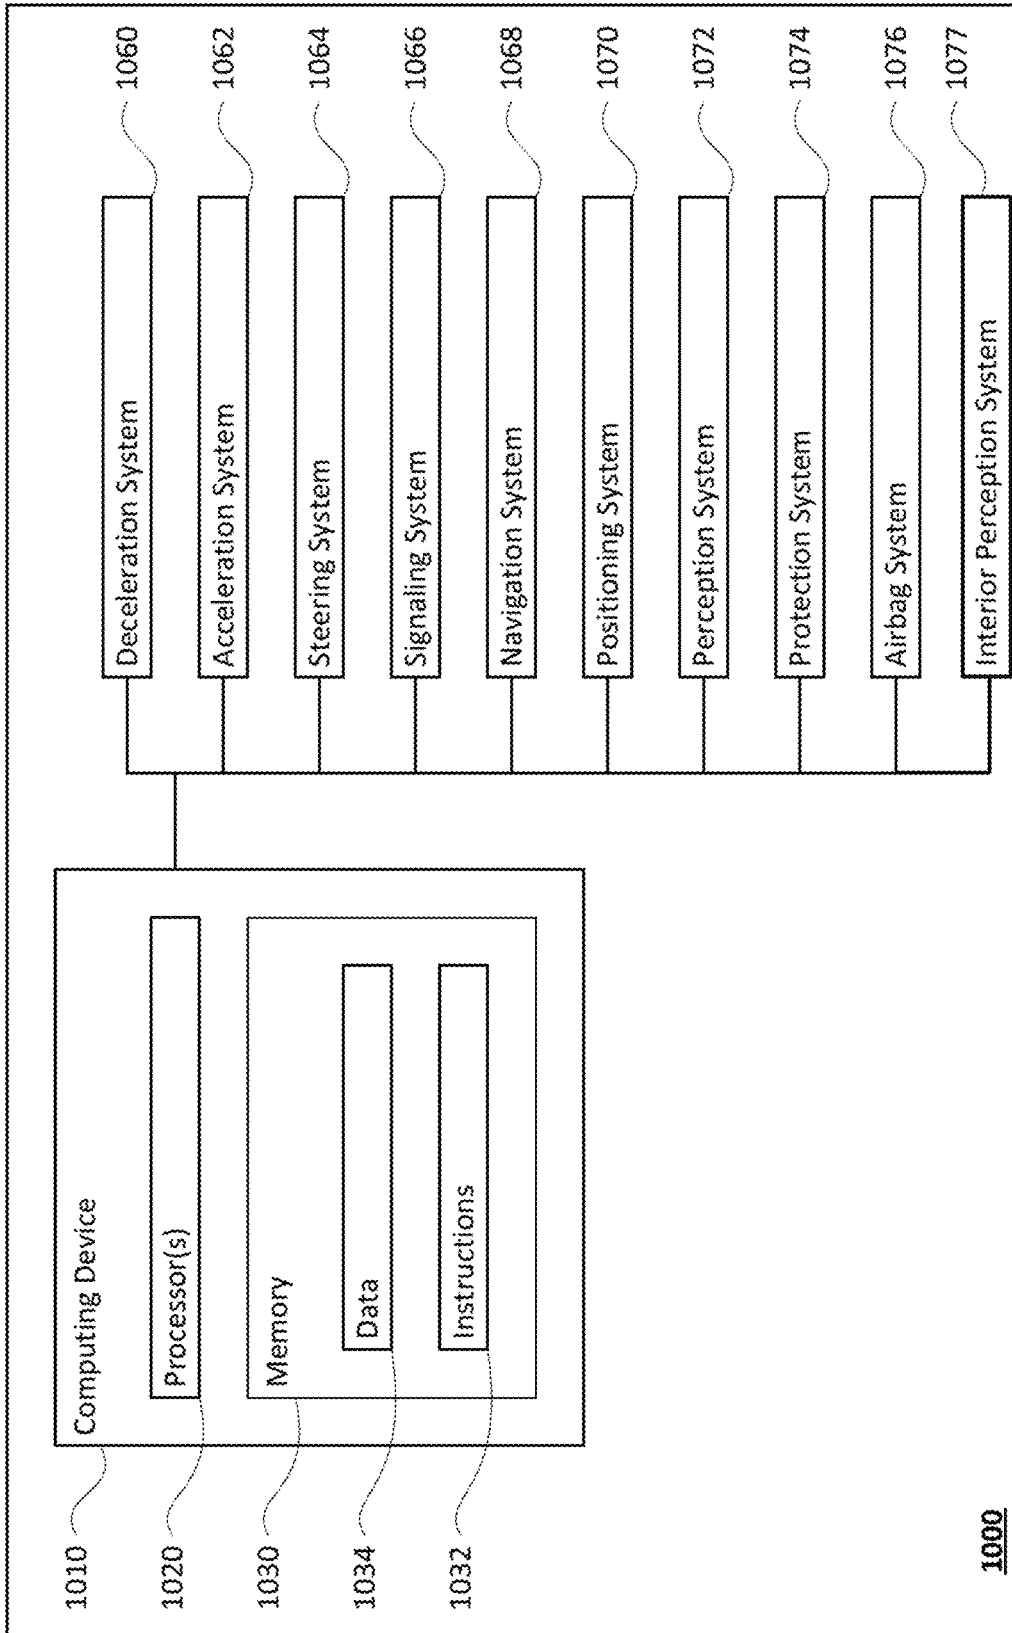 1010
Computing Device
1020
Processor(s)
1030
Memory
1034
Data
1032
Instructions
Deceleration System
1060
Acceleration System
1062
Steering System
1064
Signaling System
1066
Navigation System
1068
Positioning System
1070
Perception System
1072
Protection System
1074
Airbag System
1076
Interior Perception System
1077
1000